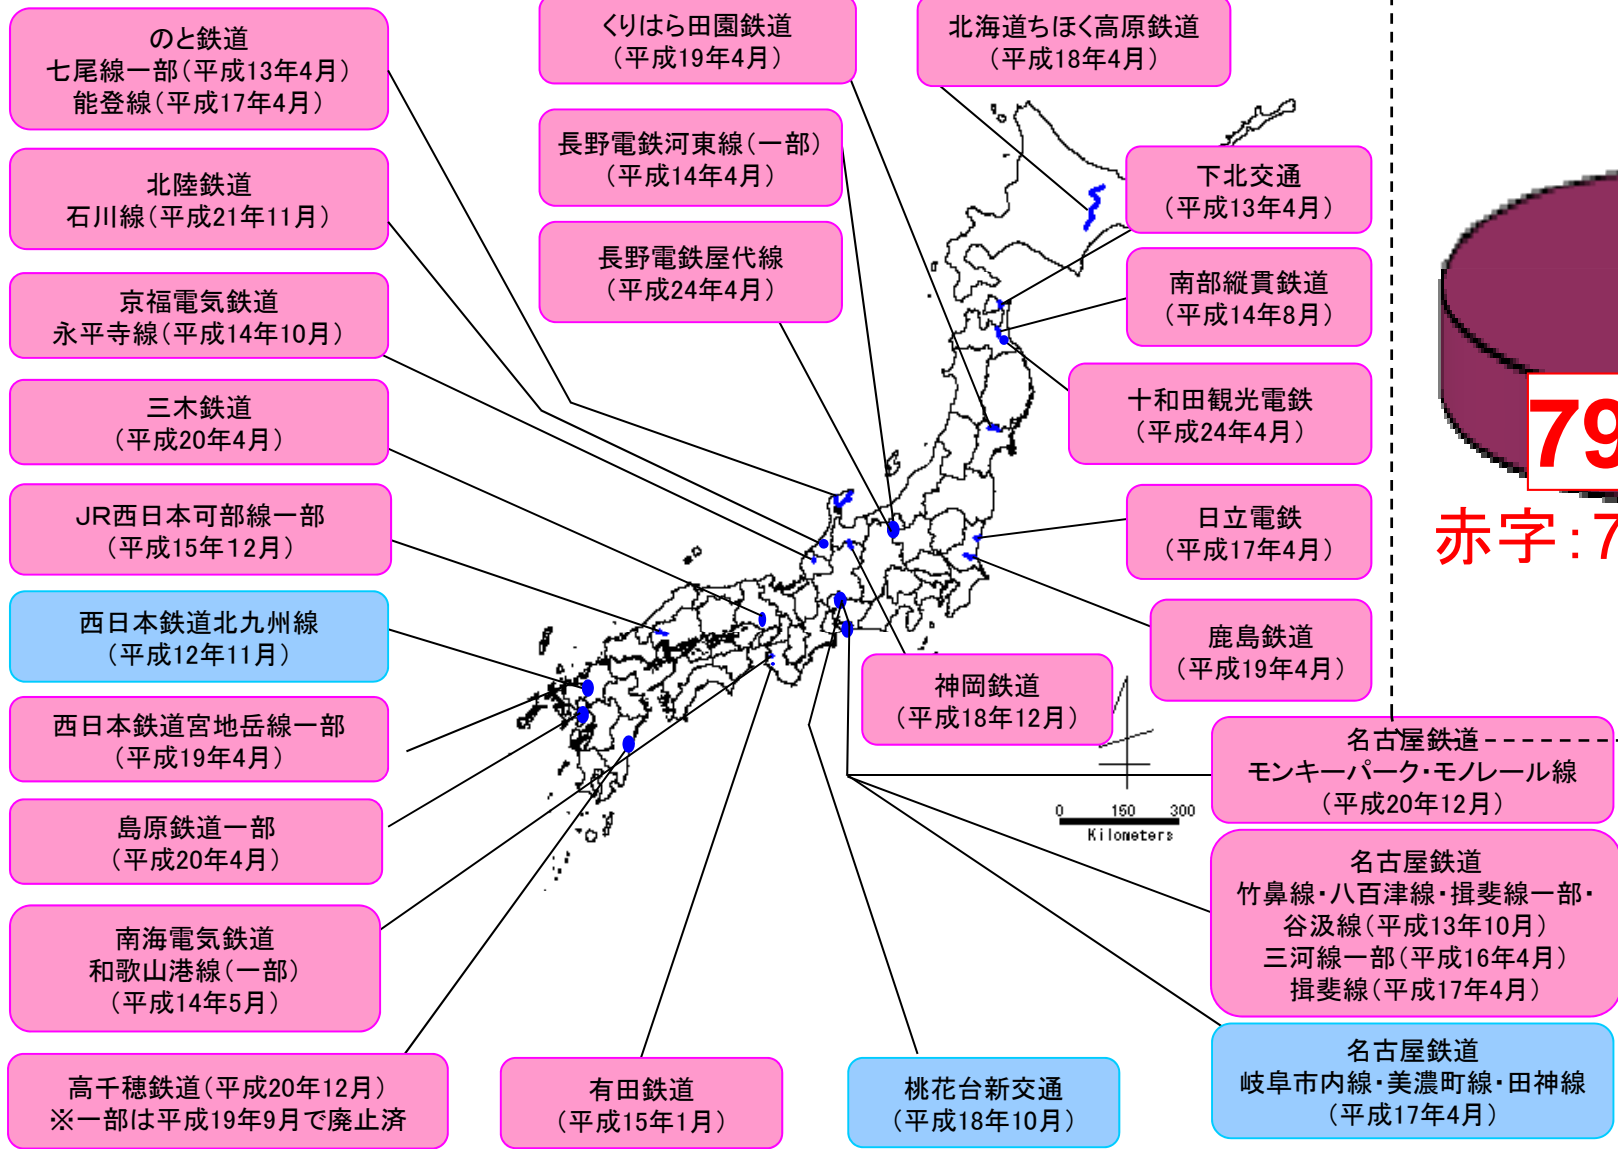 のと鉄道
七尾線一部(平成13年4月)
能登線(平成17年4月)
北陸鉄道
石川線(平成21年11月)
京福電気鉄道
永平寺線(平成14年10月)
三木鉄道
(平成20年4月)
JR西日本可部線一部
(平成15年12月)
西日本鉄道北九州線
(平成12年11月)
西日本鉄道宮地岳線一部
(平成19年4月)
島原鉄道一部
(平成20年4月)
南海電気鉄道
和歌山港線(一部)
(平成14年5月)
高千穂鉄道(平成20年12月)
※一部は平成19年9月で廃止済
くりはら田園鉄道
(平成19年4月)
長野電鉄河東線(一部)
(平成14年4月)
長野電鉄屋代線
(平成24年4月)
北海道ちほく高原鉄道
(平成18年4月)
下北交通
(平成13年4月)
南部縦貫鉄道
(平成14年8月)
十和田観光電鉄
(平成24年4月)
日立電鉄
(平成17年4月)
鹿島鉄道
(平成19年4月)
神岡鉄道
(平成18年12月)
0 150 300
Kilometers
名古屋鉄道
モンキーパーク・モノレール線
(平成20年12月)
名古屋鉄道
竹鼻線・八百津線・揖斐線一部・
谷汲線(平成13年10月)
三河線一部(平成16年4月)
揖斐線(平成17年4月)
名古屋鉄道
岐阜市内線・美濃町線・田神線
(平成17年4月)
有田鉄道
(平成15年1月)
桃花台新交通
(平成18年10月)
79
赤字:7